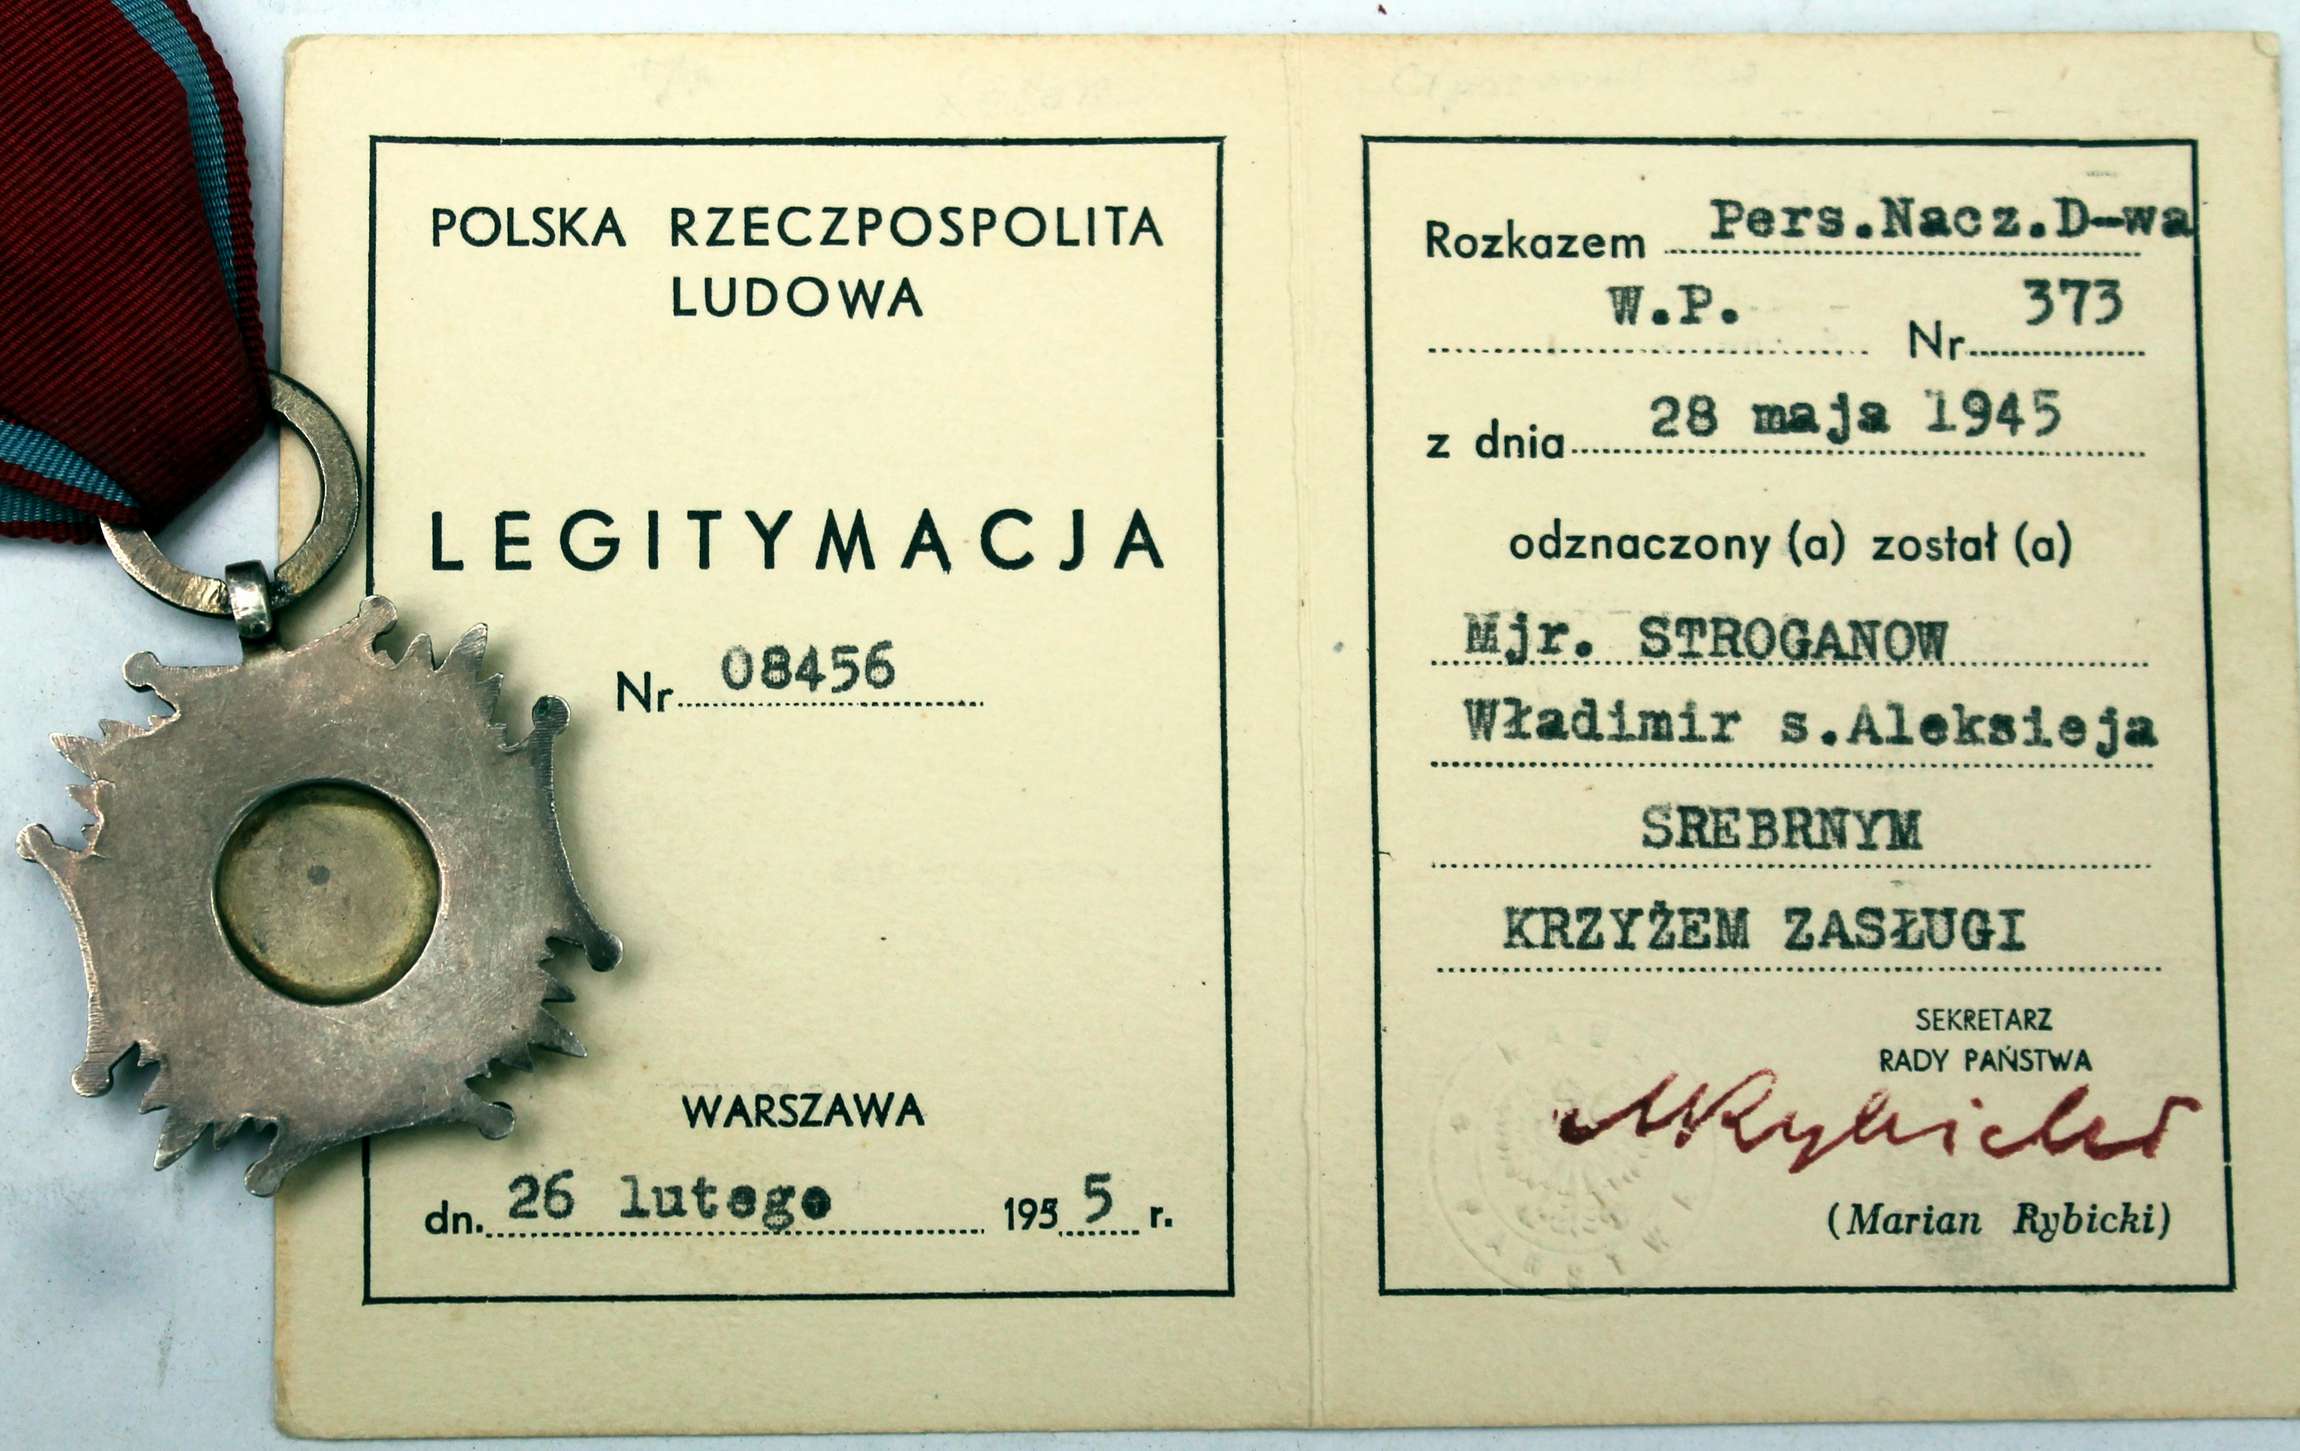 POLSKA RZECZPOSPOLITA
LUDOWA
LEGITYMACJA
Nr 08456
WARSZAWA
dn. 26 lutego 1955 r.
Rozkazem Pers.Nacz.D-wa
W.P. Nr 373
z dnia 28 maja 1945
odznaczony (a) został (a)
Mjr. STROGANOW
Władimir s.Aleksieja
SREBRNYM
KRZYŻEM ZASŁUGI
SEKRETARZ
RADY PAŃSTWA
MRybicki
(Marian Rybicki)